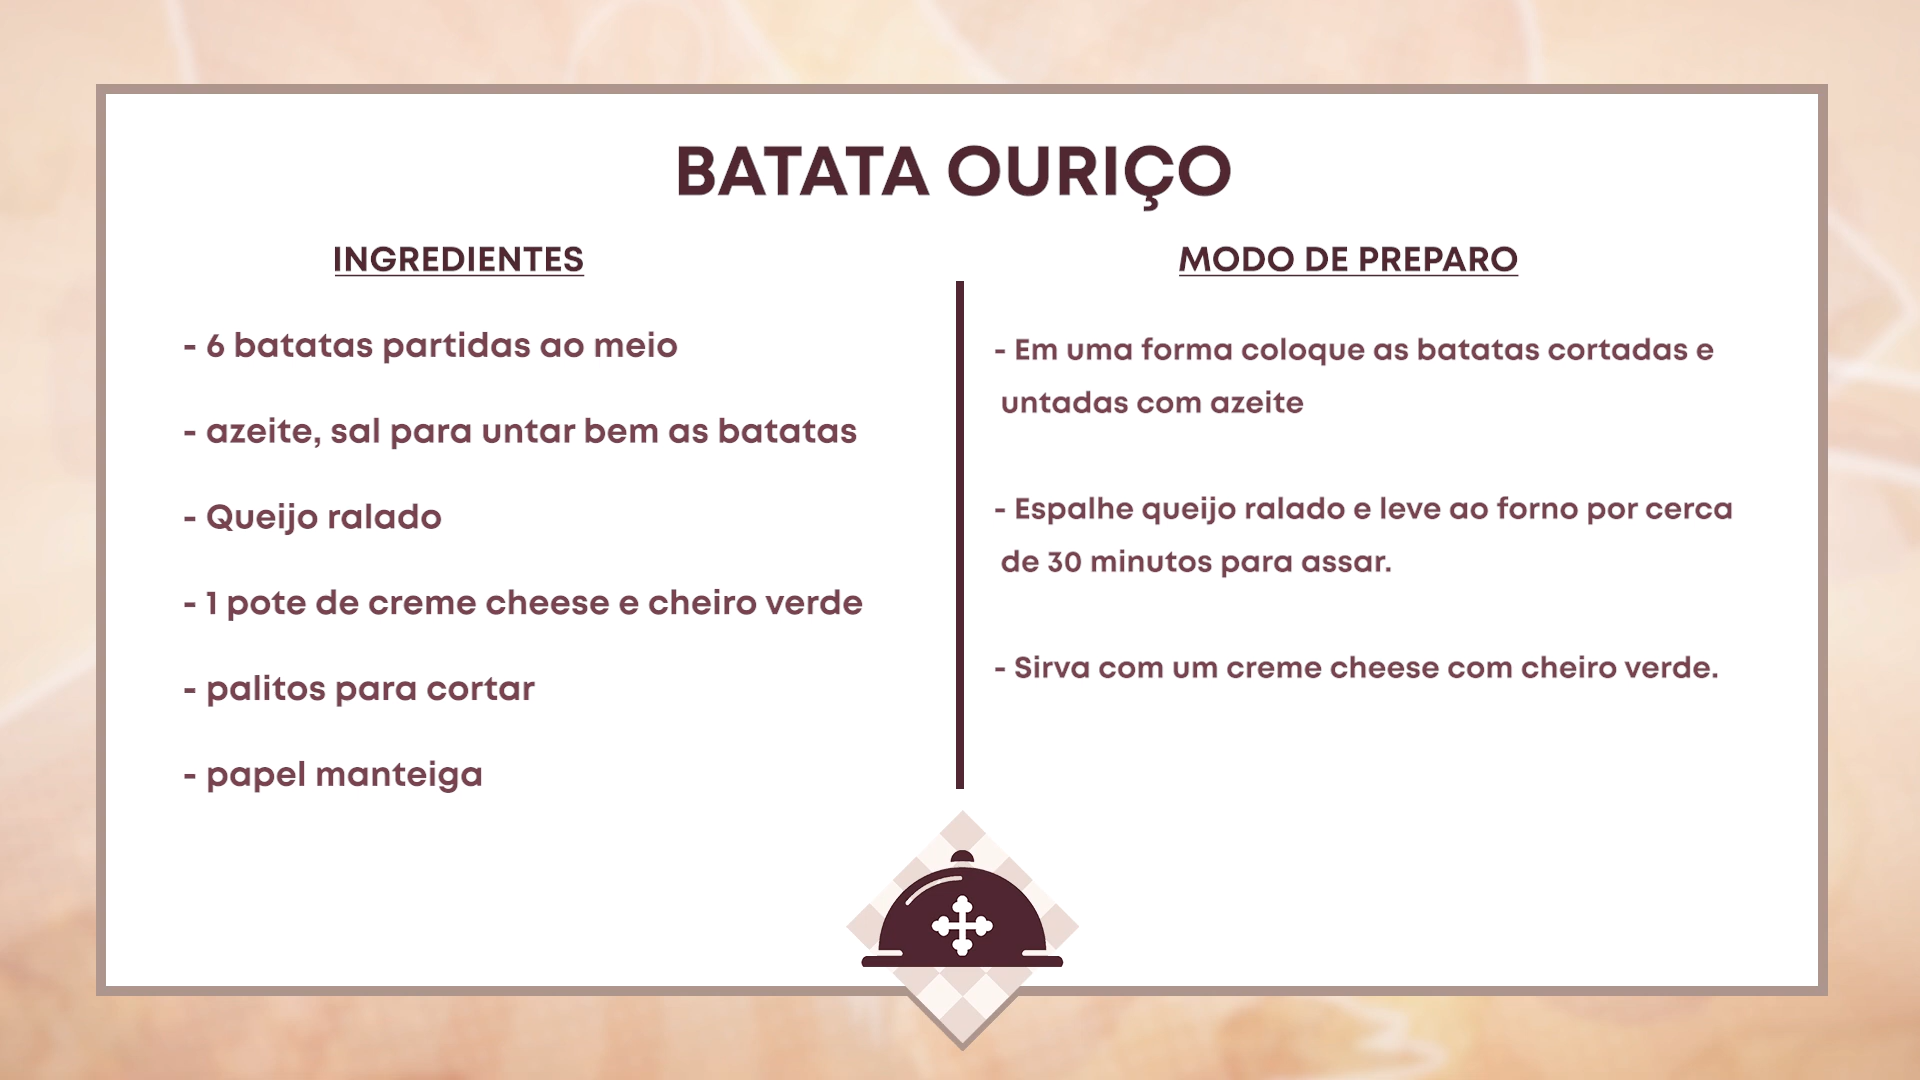 BATATA OURIÇO
INGREDIENTES
- 6 batatas partidas ao meio
- azeite, sal para untar bem as batatas
- Queijo ralado
- 1 pote de creme cheese e cheiro verde
- palitos para cortar
- papel manteiga
MODO DE PREPARO
- Em uma forma coloque as batatas cortadas e
untadas com azeite
- Espalhe queijo ralado e leve ao forno por cerca
de 30 minutos para assar.
- Sirva com um creme cheese com cheiro verde.